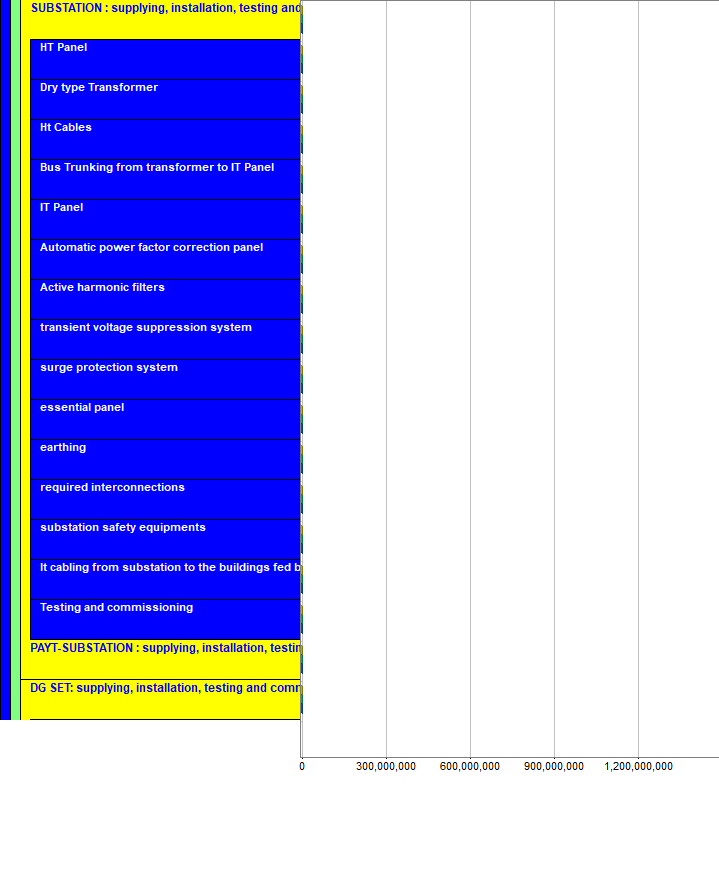 SUBSTATION : supplying, installation, testing and
HT Panel
Dry type Transformer
Ht Cables
Bus Trunking from transformer to lT Panel
lT Panel
Automatic power factor correction panel
Active harmonic filters
transient voltage suppression system
surge protection system
essential panel
earthing
required interconnections
substation safety equipments
lt cabling from substation to the buildings fed b
Testing and commissioning
PAYT-SUBSTATION : supplying, installation, testin
DG SET: supplying, installation, testing and comm
0 300,000,000 600,000,000 900,000,000 1,200,000,000